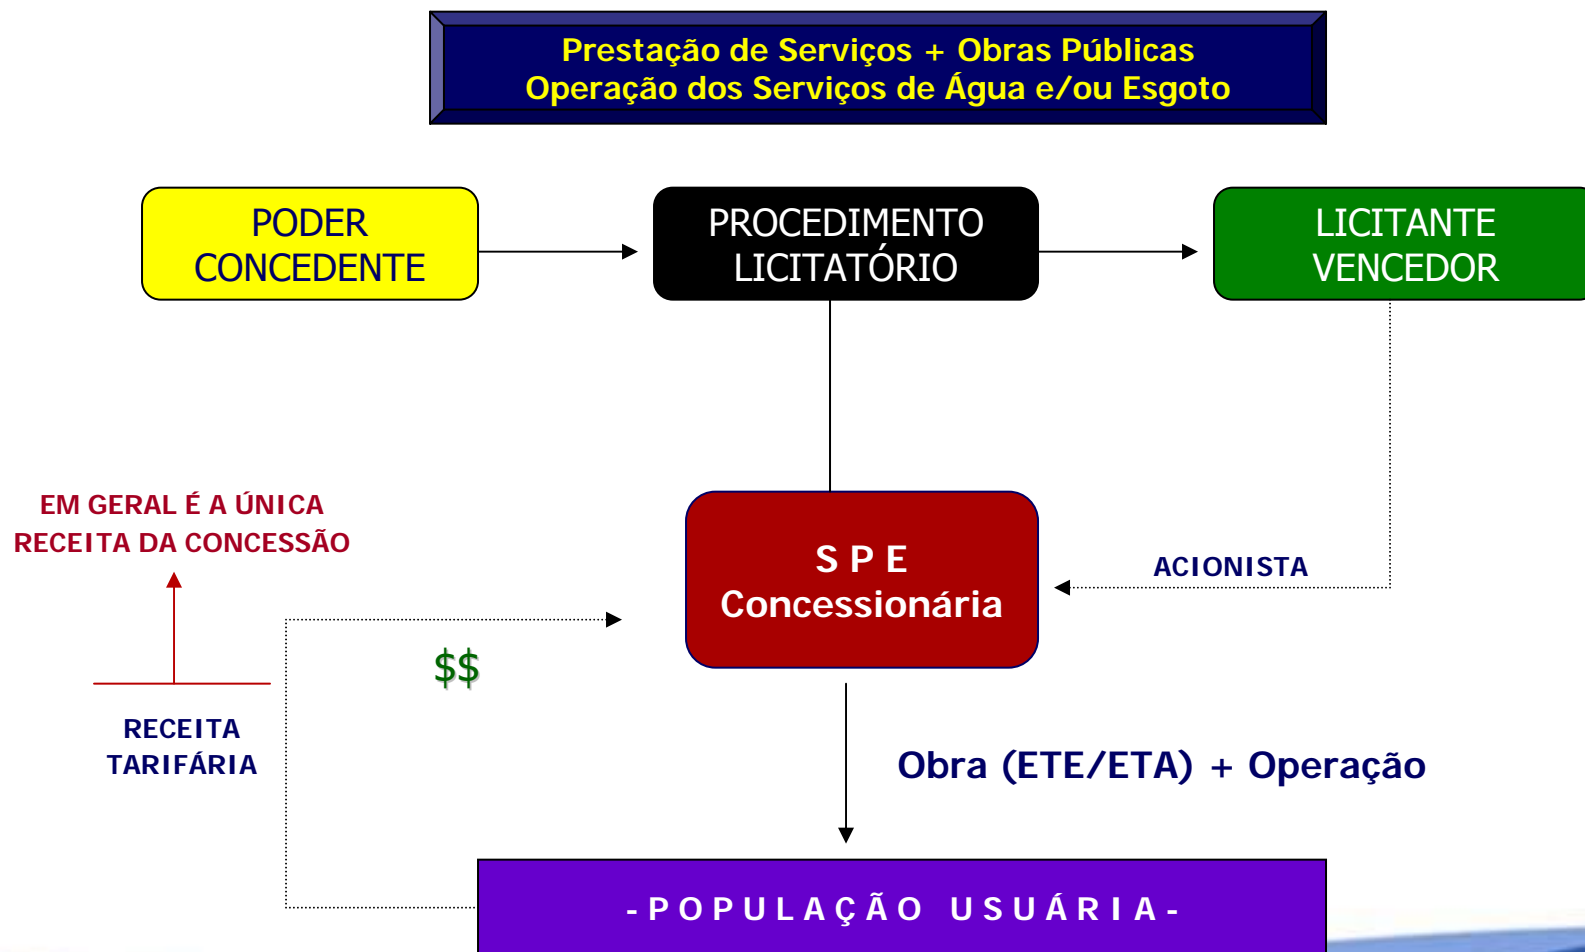 Prestação de Serviços + Obras Públicas
Operação dos Serviços de Água e/ou Esgoto
PODER
CONCEDENTE
PROCEDIMENTO
LICITATÓRIO
LICITANTE
VENCEDOR
EM GERAL É A ÚNICA
RECEITA DA CONCESSÃO
S P E
Concessionária
ACIONISTA
$$
RECEITA
TARIFÁRIA
Obra (ETE/ETA) + Operação
- P O P U L A Ç Ã O   U S U Á R I A -